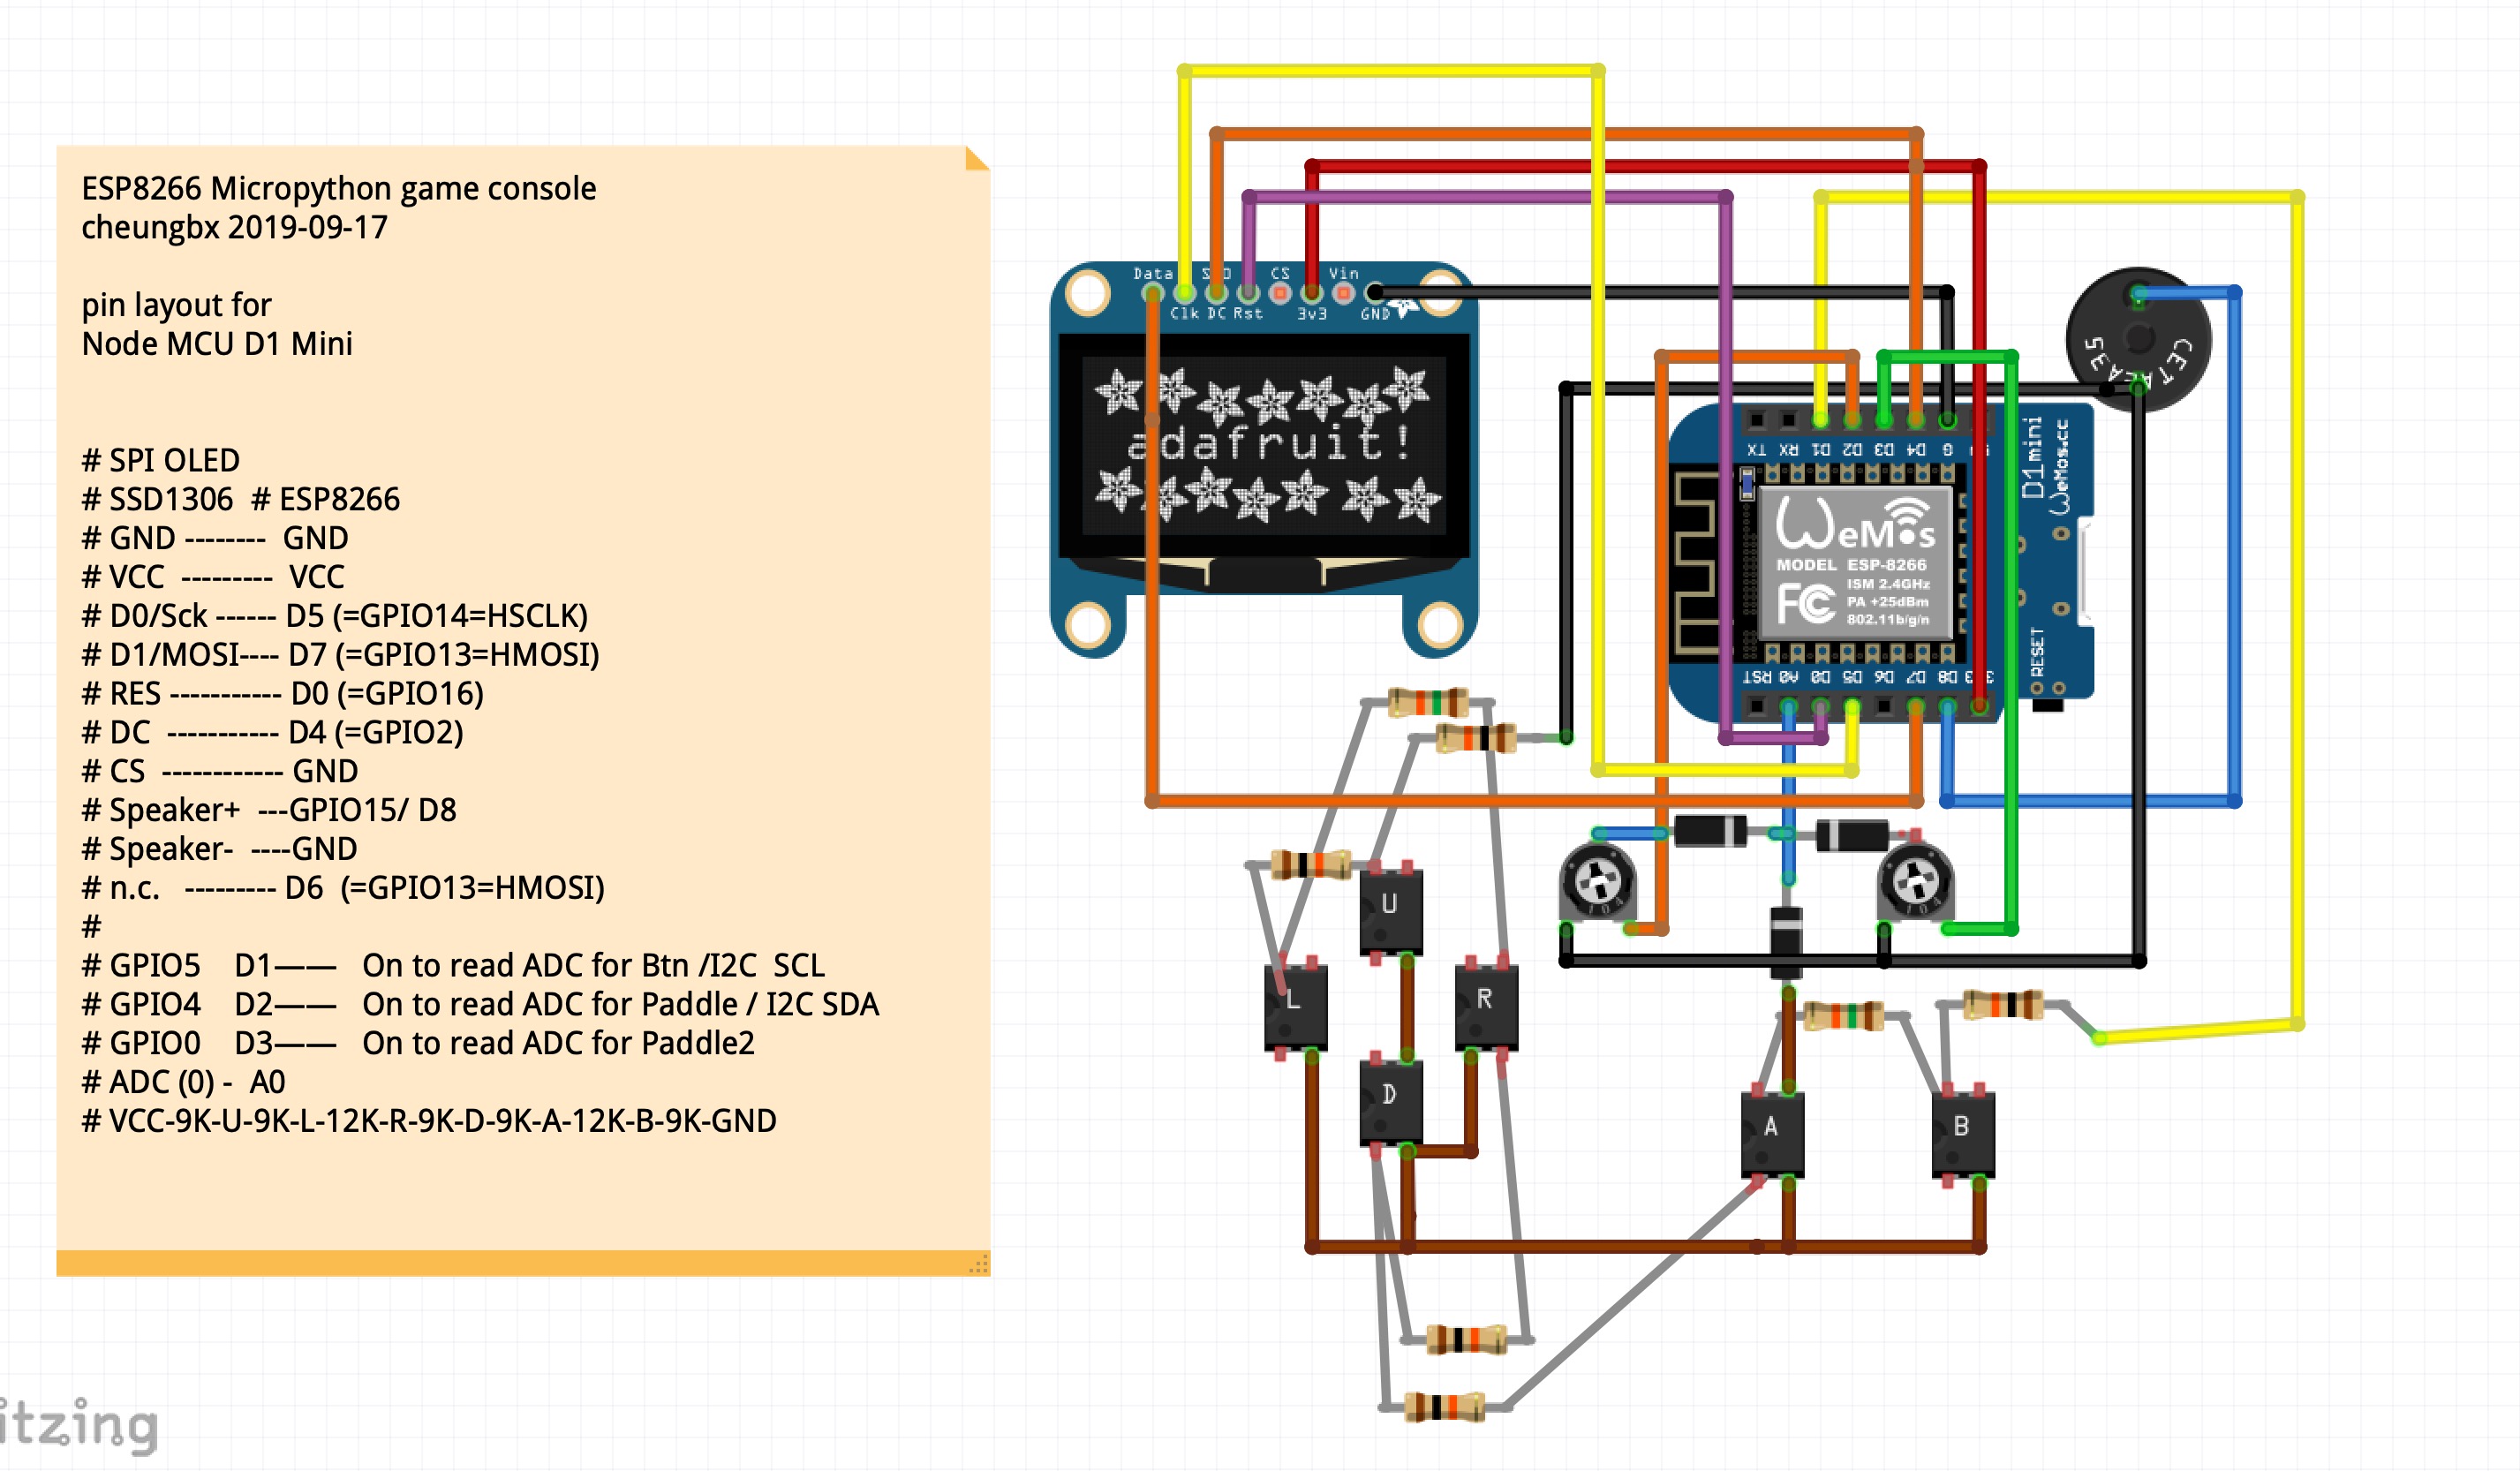 ESP8266 Micropython game console
cheungbx 2019-09-17
pin layout for
Node MCU D1 Mini
# SPI OLED
# SSD1306  # ESP8266
# GND --------  GND
# VCC  ---------  VCC
# D0/Sck ------ D5 (=GPIO14=HSCLK)
# D1/MOSI---- D7 (=GPIO13=HMOSI)
# RES ----------- D0 (=GPIO16)
# DC  ----------- D4 (=GPIO2)
# CS  ------------ GND
# Speaker+  ---GPIO15/ D8
# Speaker-  ----GND
# n.c.   --------- D6  (=GPIO13=HMOSI)
#
# GPIO5    D1——   On to read ADC for Btn /I2C  SCL
# GPIO4    D2——   On to read ADC for Paddle / I2C SDA
# GPIO0    D3——   On to read ADC for Paddle2
# ADC (0) -  A0
# VCC-9K-U-9K-L-12K-R-9K-D-9K-A-12K-B-9K-GND
Data CS Vin
Clk DC Rst 3v3 GND
adafruit!
TX RX D1 D2 D3 D4 G
WeMos
MODEL ESP-8266
FC
ISM 2.4GHz
PA +25dBm
802.11b/g/n
RST A0 D0 D5 D6 D7 D8
D1 mini
WeMos.cc
RESET
U
L
R
D
A
B
104
104
itzing